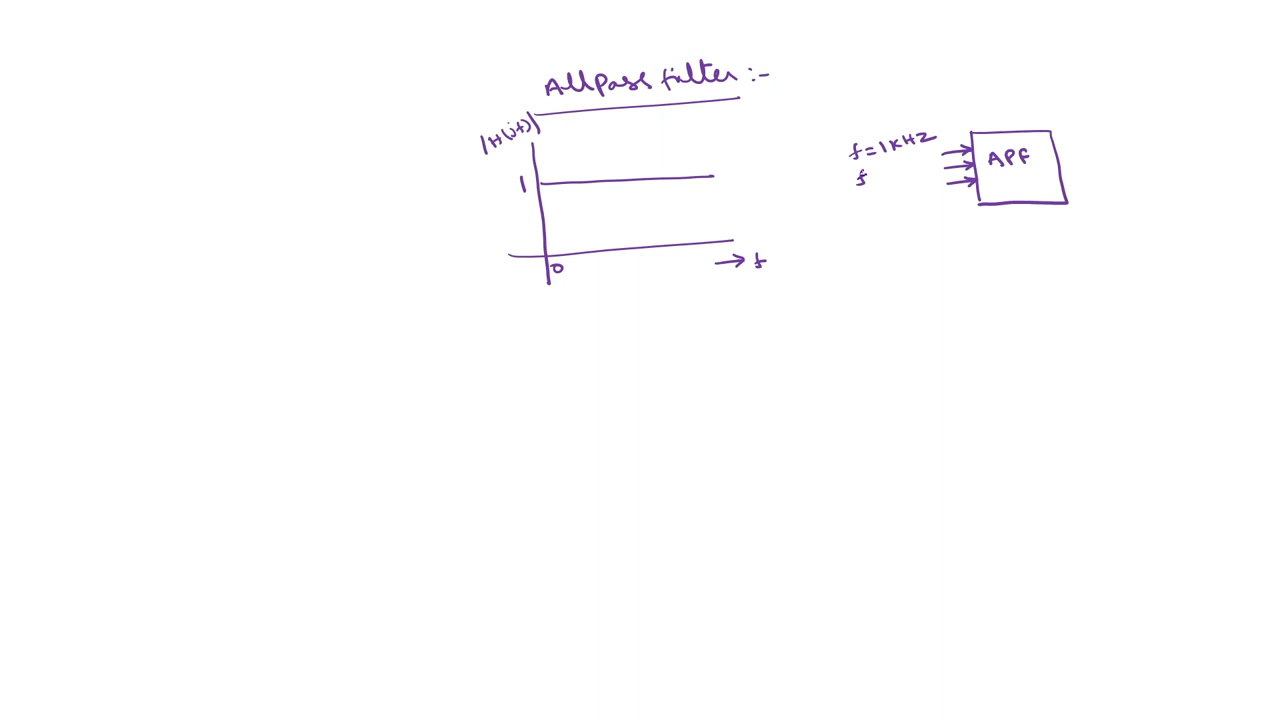 Allpass filter :-
|H(jf)|
1
0
→ f
f=1KHZ
f
APF